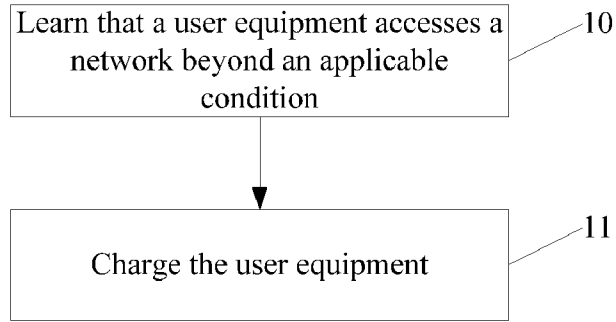 Learn that a user equipment accesses a
network beyond an applicable
condition
10
Charge the user equipment
11